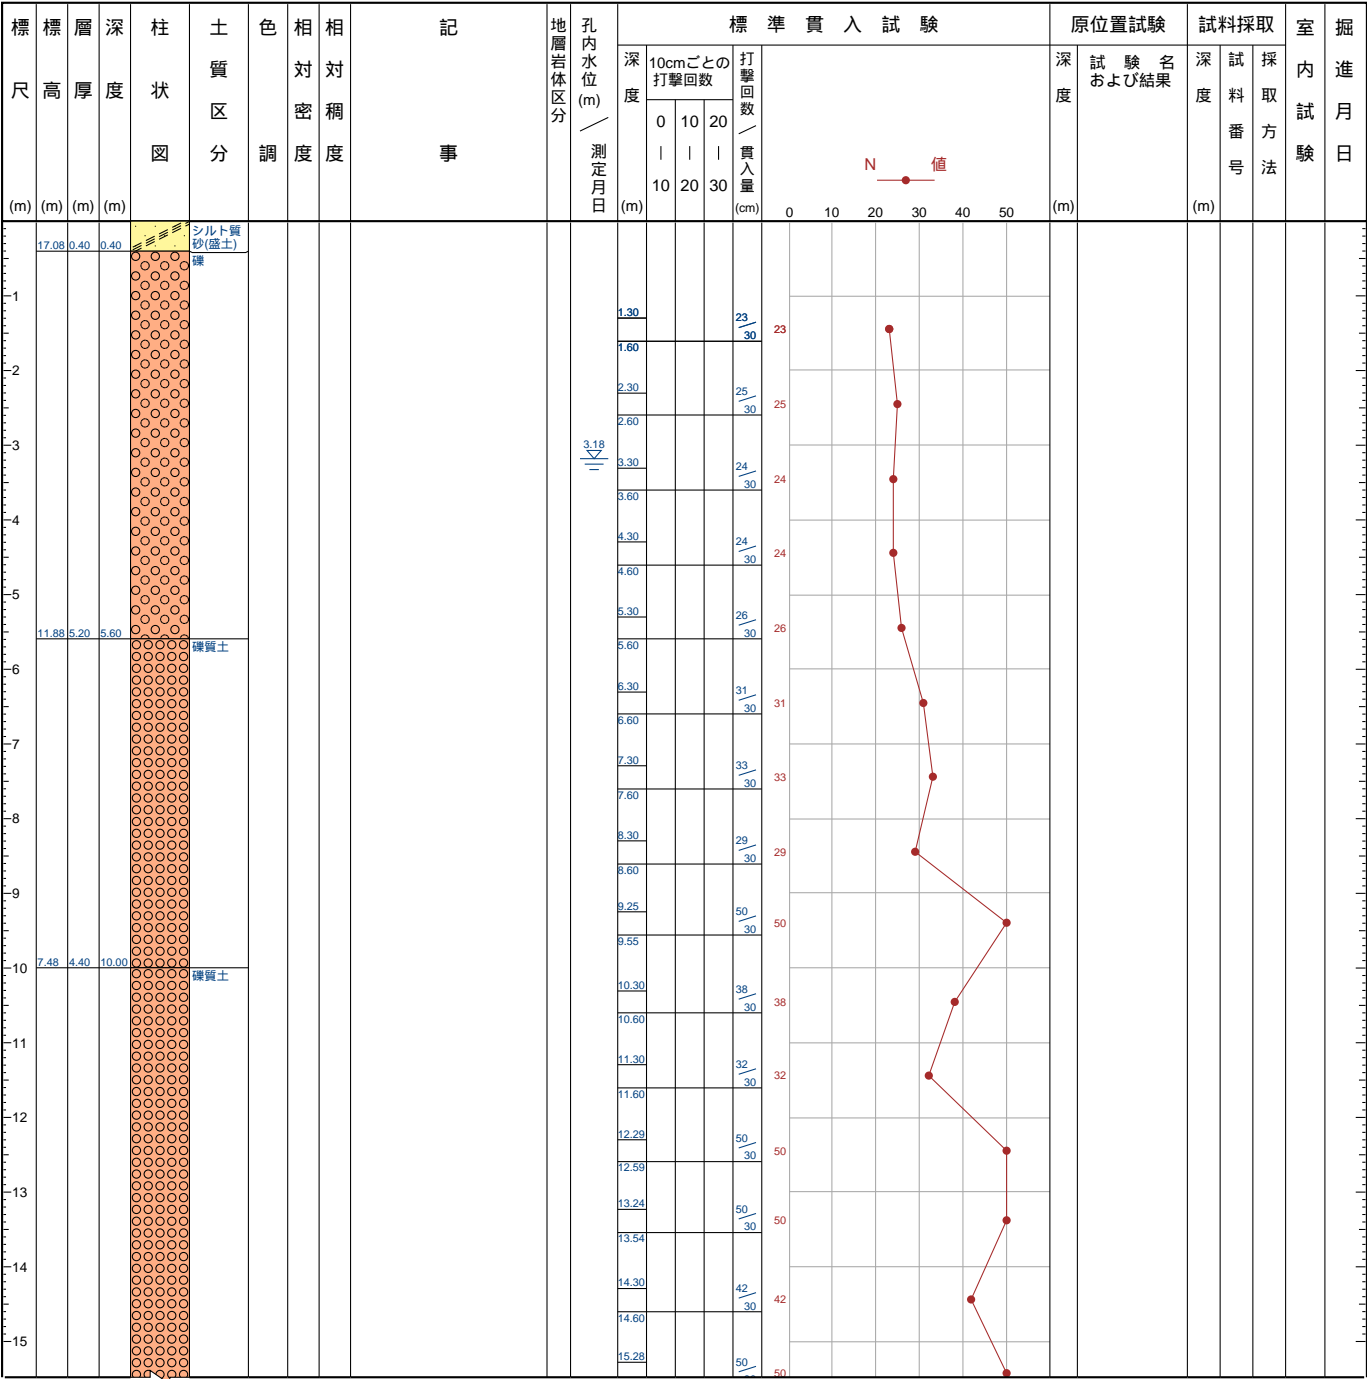 標尺 (m)
標高 (m)
層厚 (m)
深度 (m)
柱状図
土質区分
色調
相対密度
相対稠度
記事
地層岩体区分
孔内水位(m)／測定月日
標準貫入試験
深度 (m)
10cmごとの
打撃回数
0 10 20
| | |
10 20 30
打撃回数／貫入量 (cm)
N 値
0 10 20 30 40 50
原位置試験
深度 (m)
試験名
および結果
試料採取
深度 (m)
試料番号
採取方法
室内試験
掘進月日
シルト質
砂(盛土)
17.08 0.40 0.40
礫
1
1.30 23
30 23
1.60
2
2.30 25
30 25
2.60
3
3.18
3.30 24
30 24
3.60
4
4.30 24
30 24
4.60
5
5.30 26
30 26
11.88 5.20 5.60
5.60
礫質土
6
6.30 31
30 31
6.60
7
7.30 33
30 33
7.60
8
8.30 29
30 29
8.60
9
9.25 50
30 50
9.55
7.48 4.40 10.00
10
礫質土
10.30 38
30 38
10.60
11
11.30 32
30 32
11.60
12
12.29 50
30 50
12.59
13
13.24 50
30 50
13.54
14
14.30 42
30 42
14.60
15
15.28 50
50